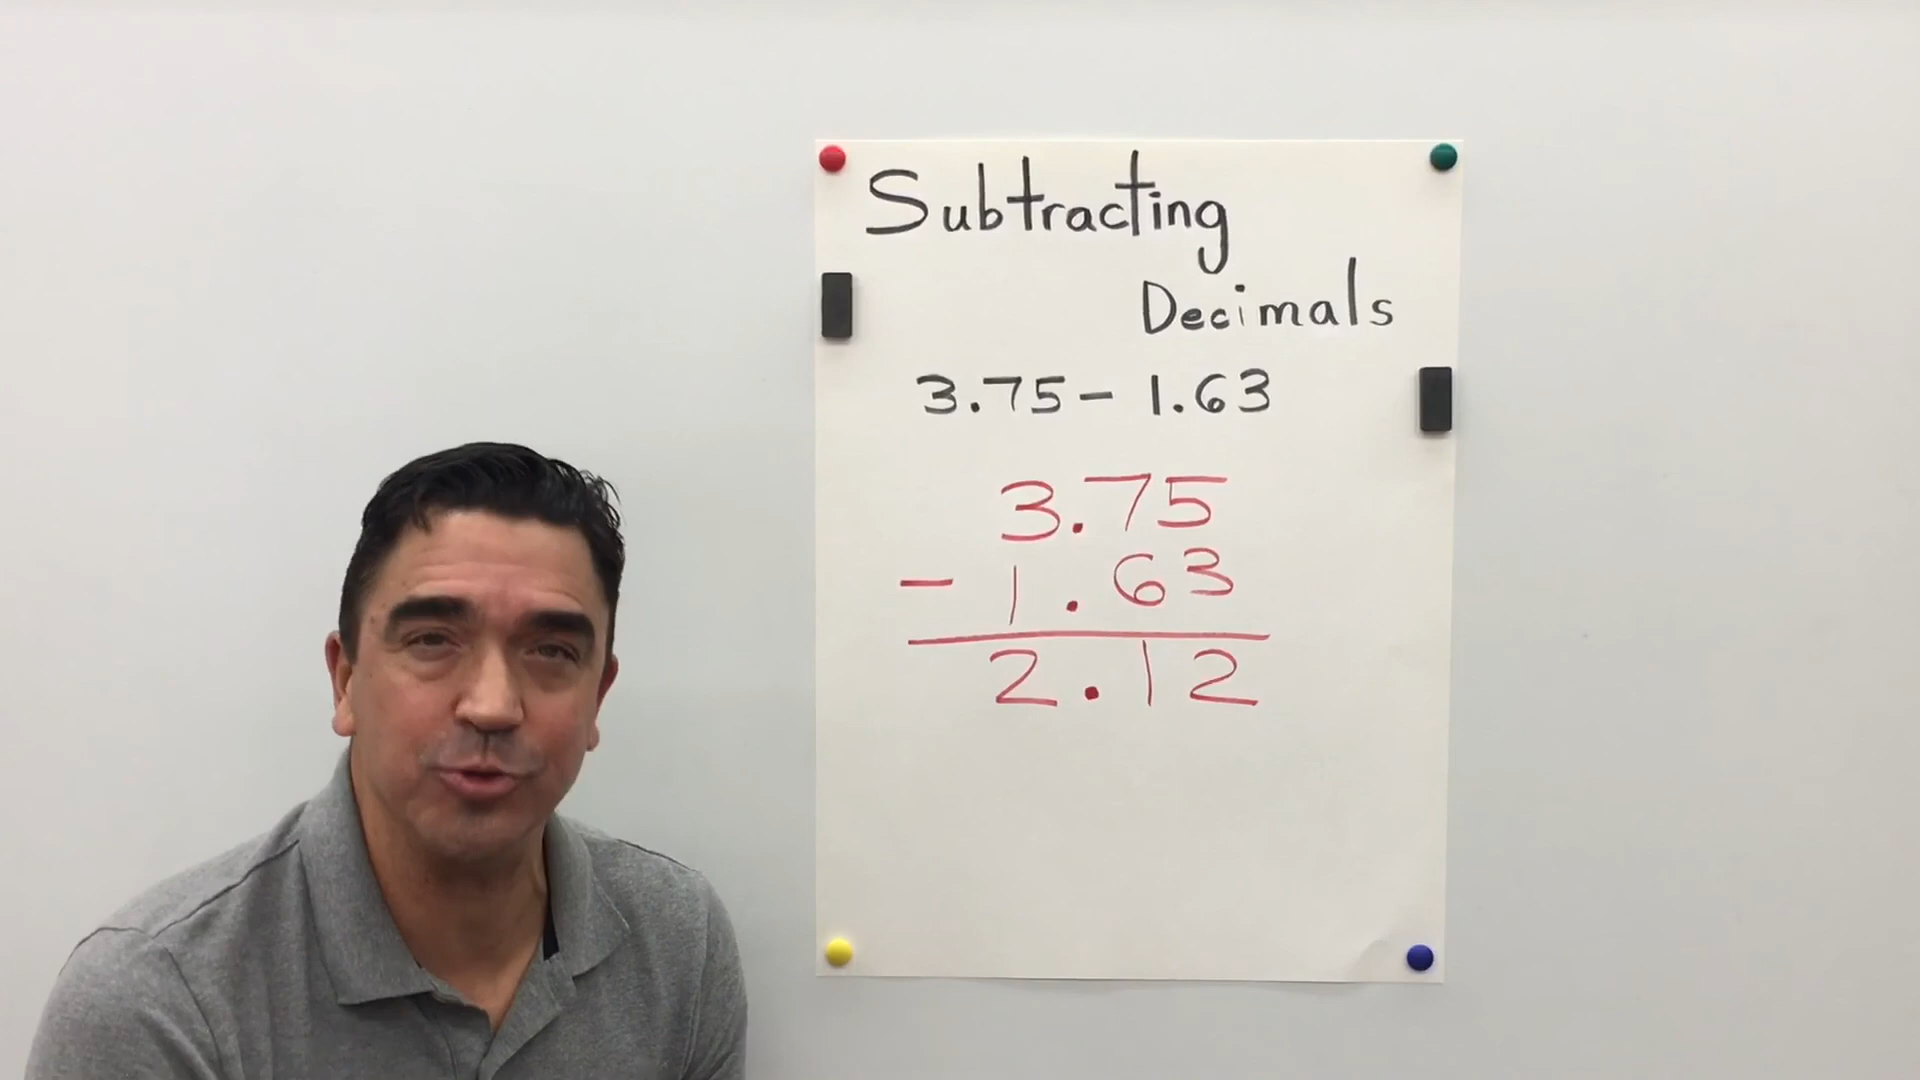 Subtracting
Decimals
3.75 - 1.63
3.75
- 1.63
2.12